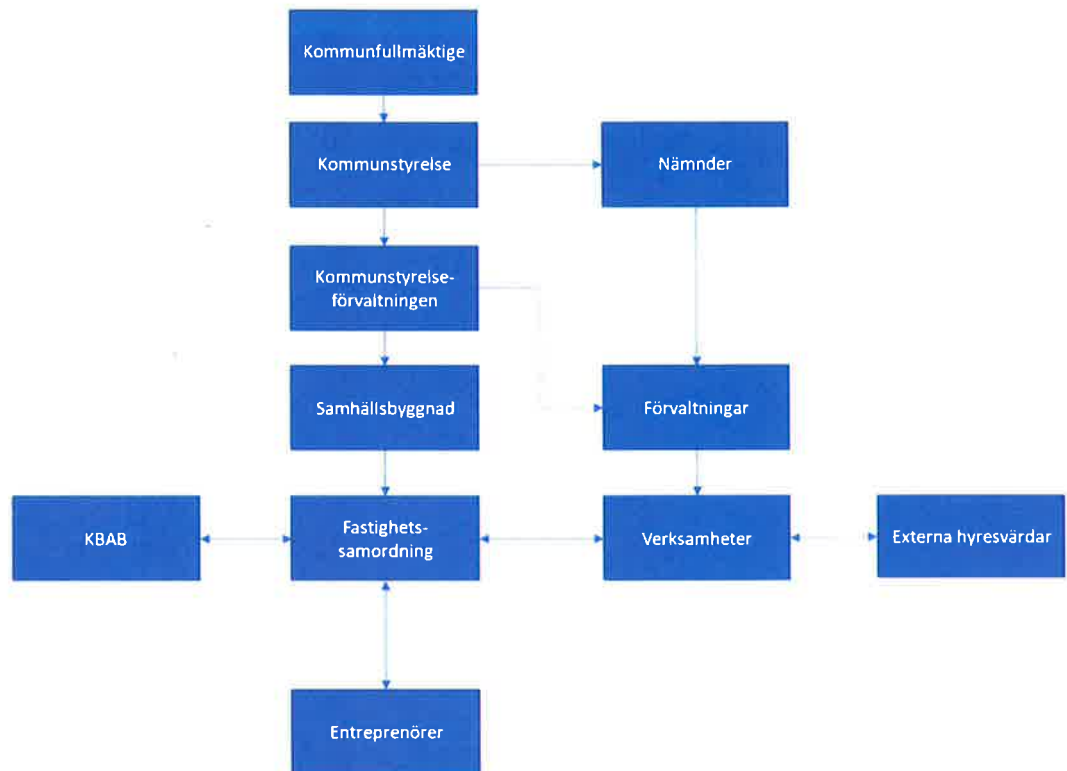 Kommunfullmäktige
Kommunstyrelse
Nämnder
Kommunstyrelse-
förvaltningen
Samhällsbyggnad
Förvaltningar
KBAB
Fastighets-
samordning
Verksamheter
Externa hyresvärdar
Entreprenörer